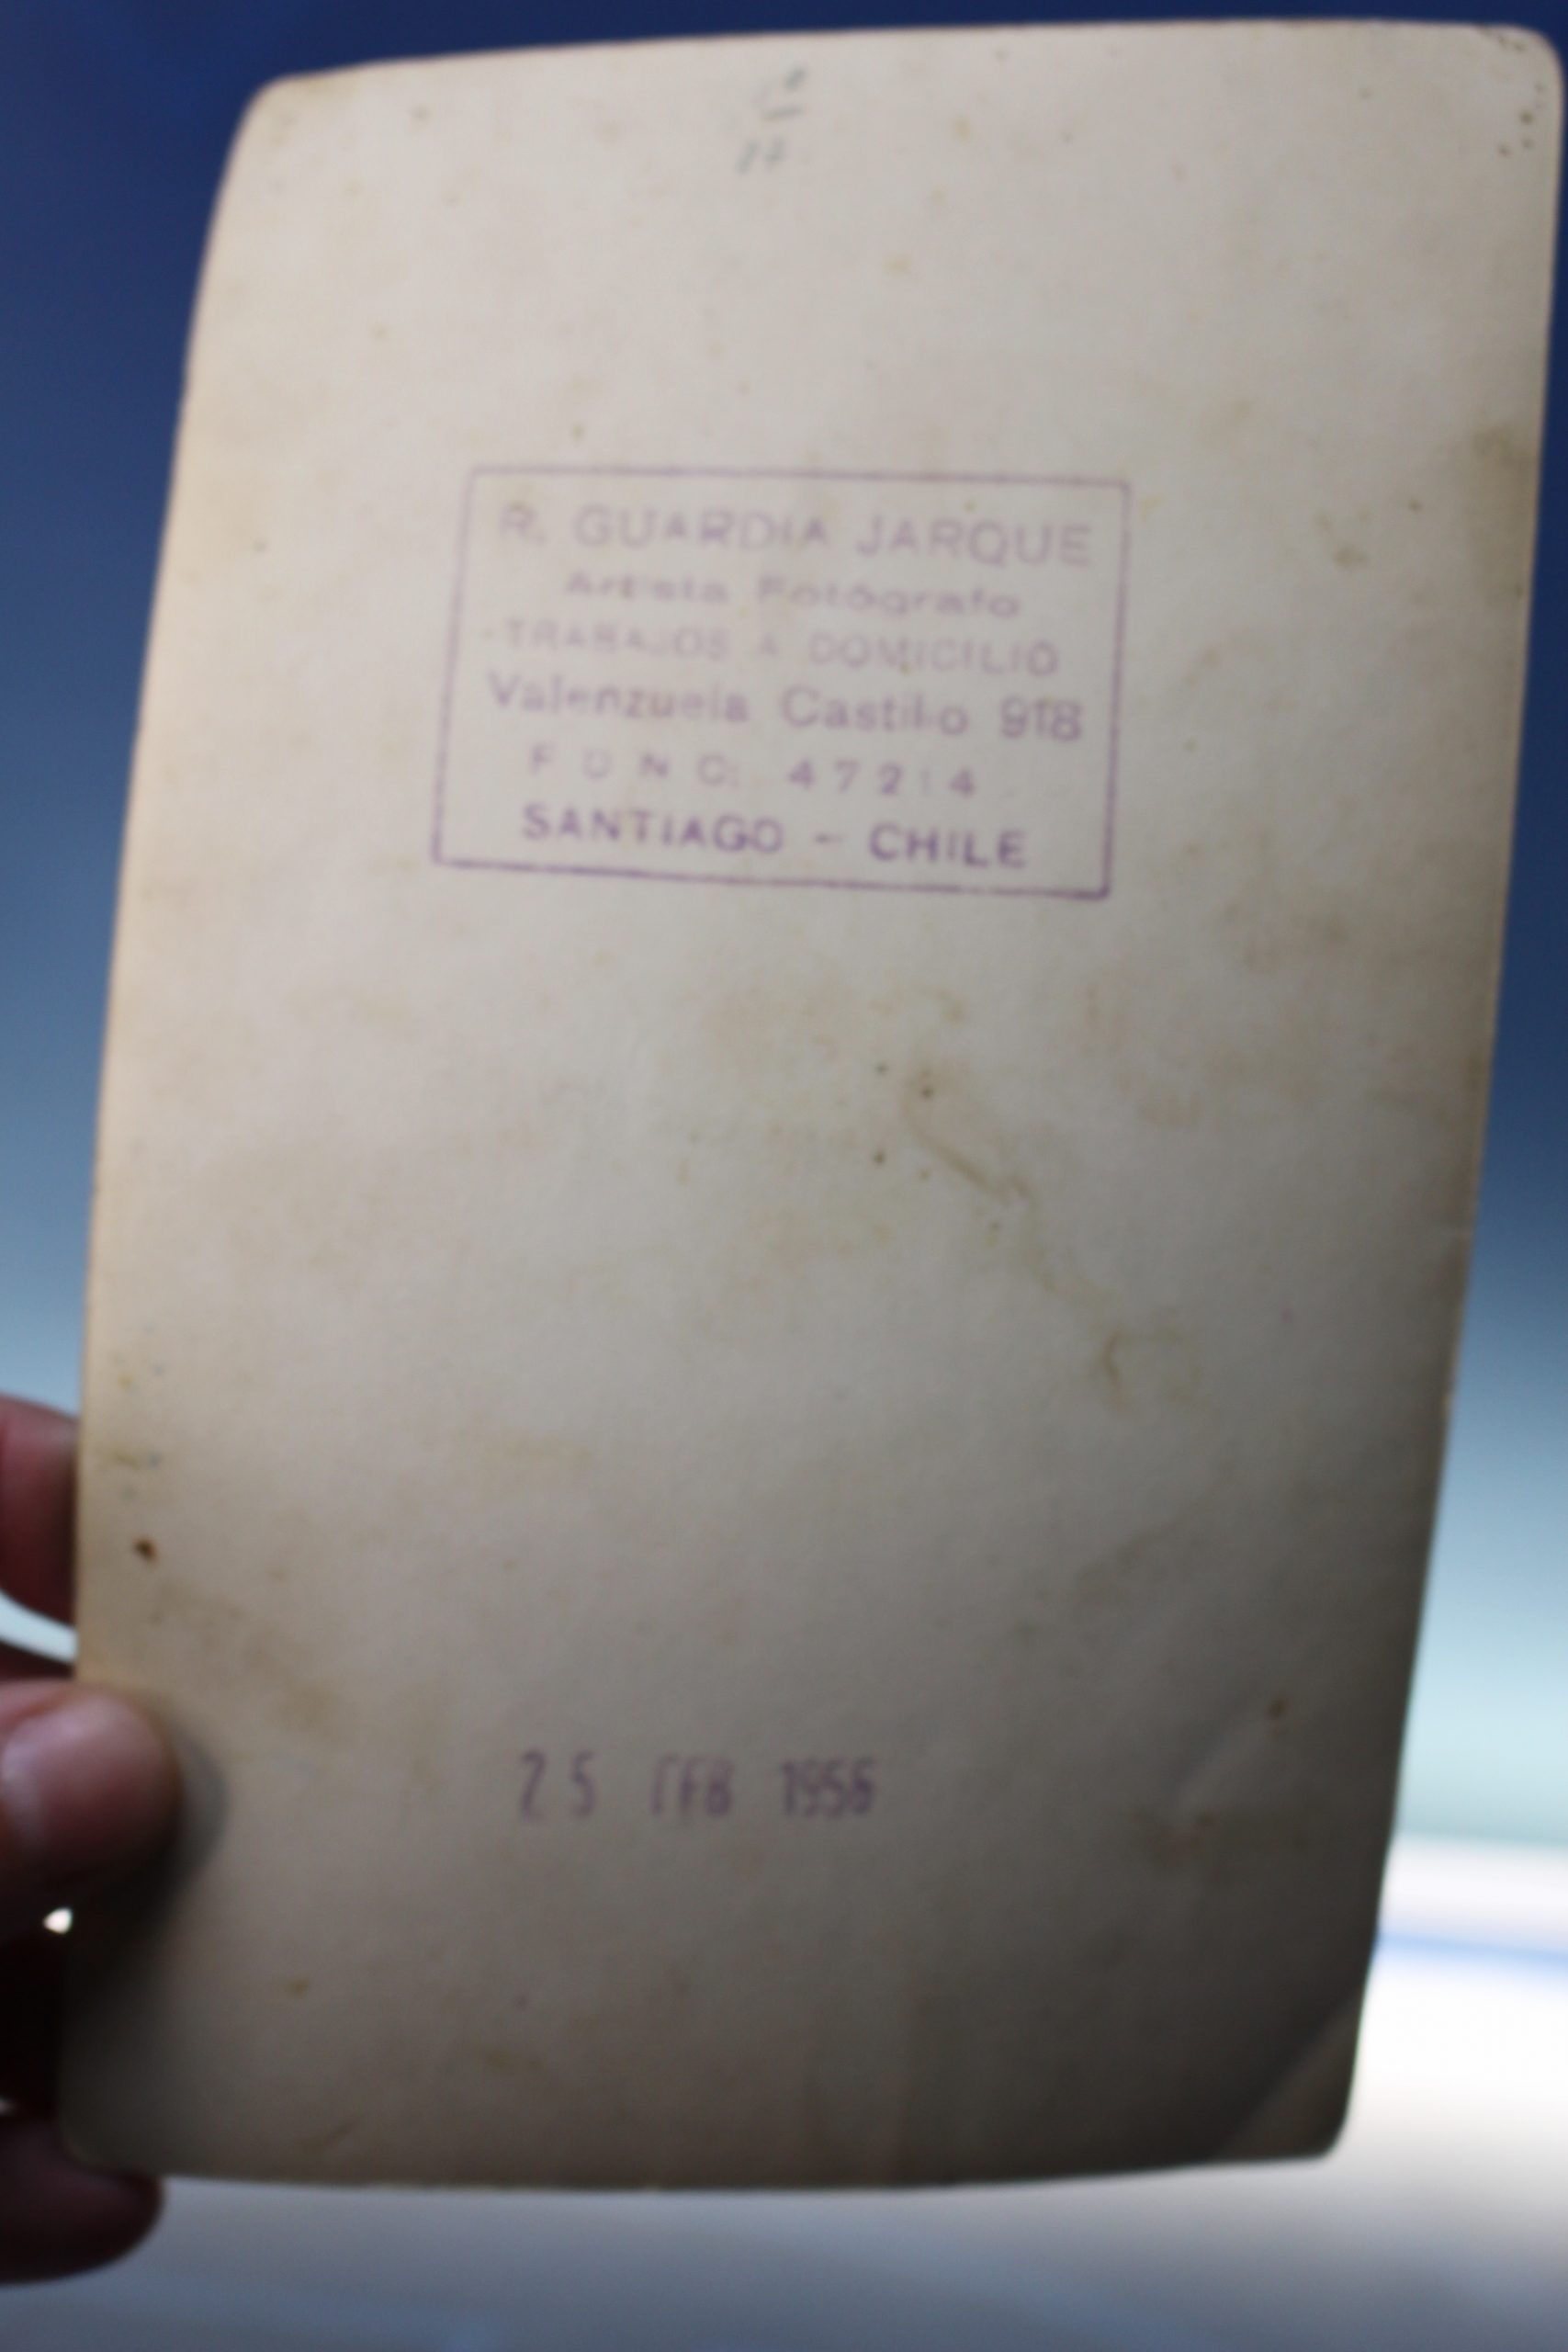 R. GUARDIA JARQUE
Artista Fotógrafo
-TRABAJOS A DOMICILIO
Valenzuela Castillo 918
FONO: 47214
SANTIAGO - CHILE
25 FEB 1956